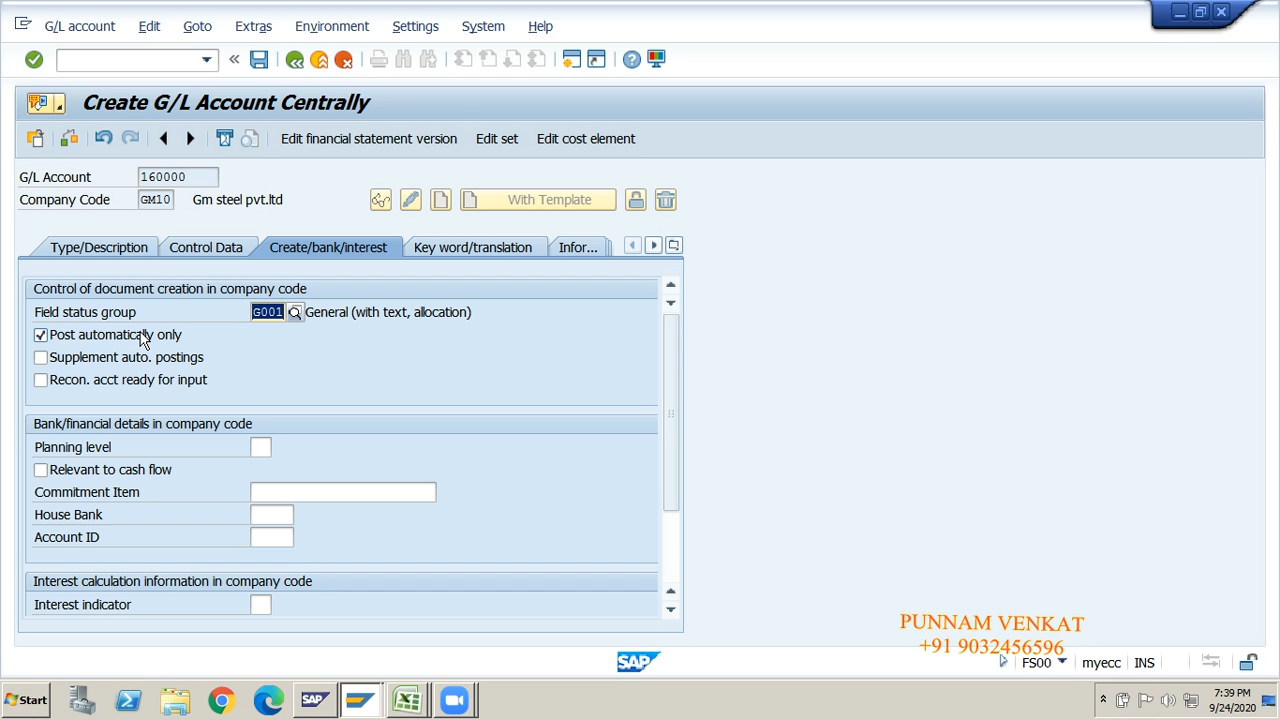 G/L account Edit Goto Extras Environment Settings System Help
Create G/L Account Centrally
Edit financial statement version Edit set Edit cost element
G/L Account 160000
Company Code GM10 Gm steel pvt.ltd With Template
Type/Description Control Data Create/bank/interest Key word/translation Infor...
Control of document creation in company code
Field status group G001 General (with text, allocation)
Post automatically only
Supplement auto. postings
Recon. acct ready for input
Bank/financial details in company code
Planning level
Relevant to cash flow
Commitment Item
House Bank
Account ID
Interest calculation information in company code
Interest indicator
PUNNAM VENKAT
+91 9032456596
SAP FS00 myecc INS
Start SAP 7:39 PM
9/24/2020